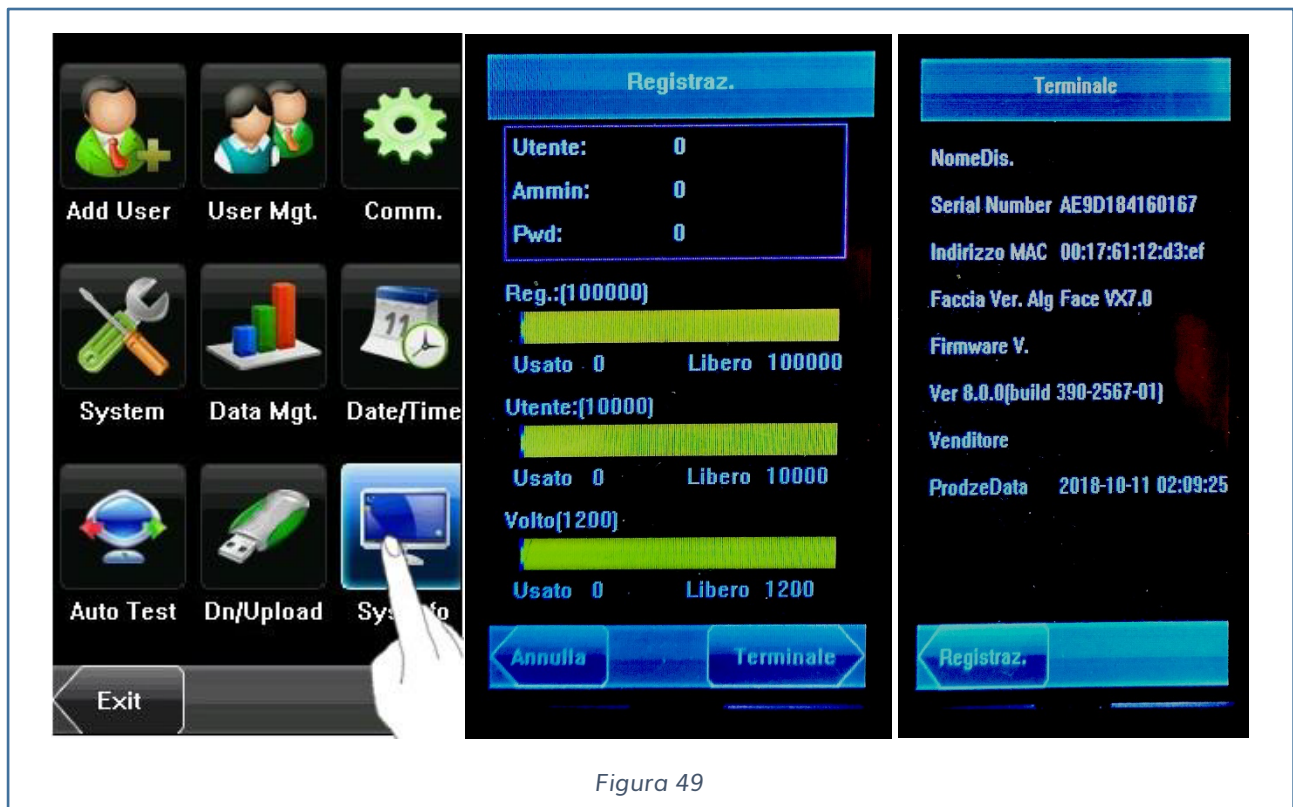 Add User User Mgt. Comm.
11
System Data Mgt. Date/Time
Auto Test Dn/Upload Sys fo
Exit
Registraz.
Utente: 0
Ammin: 0
Pwd: 0
Reg.:(100000)
Usato 0 Libero 100000
Utente:(10000)
Usato 0 Libero 10000
Volto(1200)
Usato 0 Libero 1200
Annulla Terminale
Terminale
NomeDis.
Serial Number AE9D184160167
Indirizzo MAC 00:17:61:12:d3:ef
Faccia Ver. Alg Face VX7.0
Firmware V.
Ver 8.0.0(build 390-2567-01)
Venditore
ProdzeData 2018-10-11 02:09:25
Registraz.
Figura 49